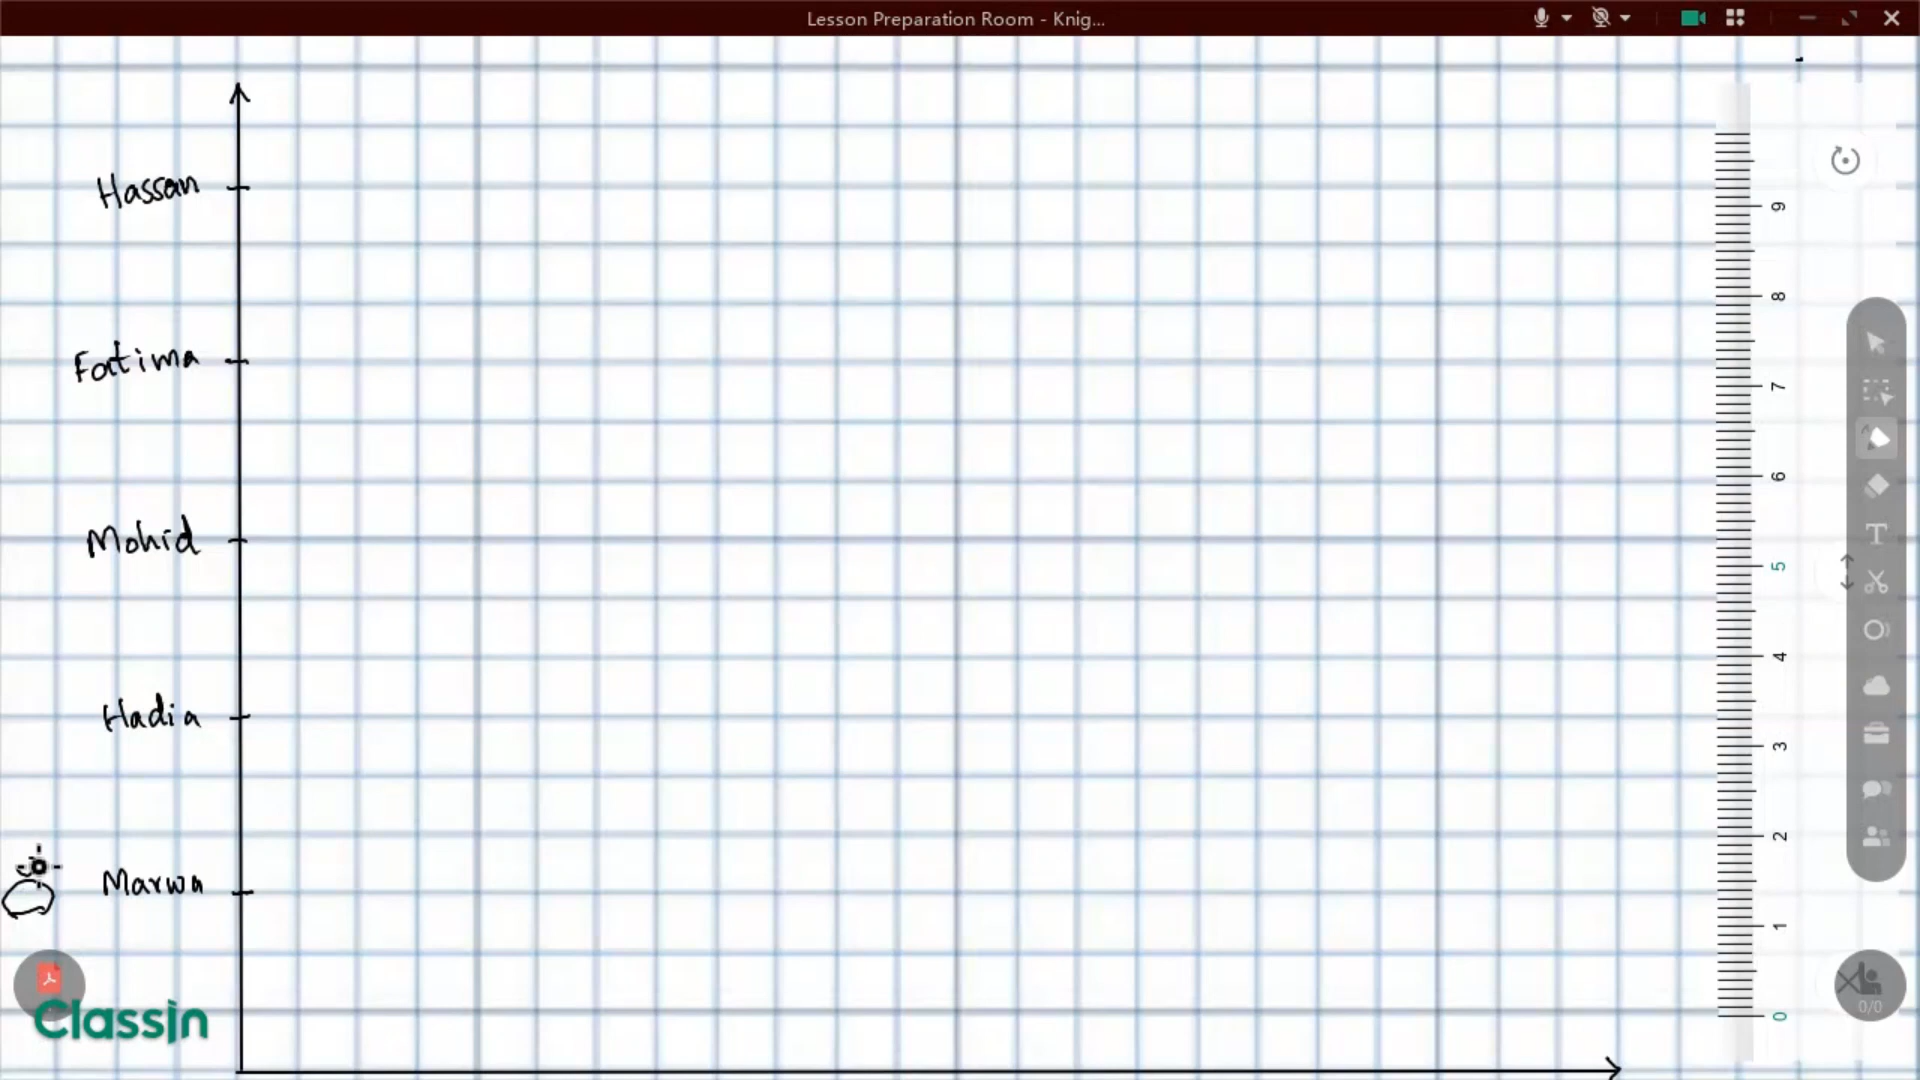 Lesson Preparation Room - Knig...
Hassan
Fatima
Mohid
Hadia
Marwa
9
8
7
6
5
4
3
2
1
0
T
0/0
ClassIn